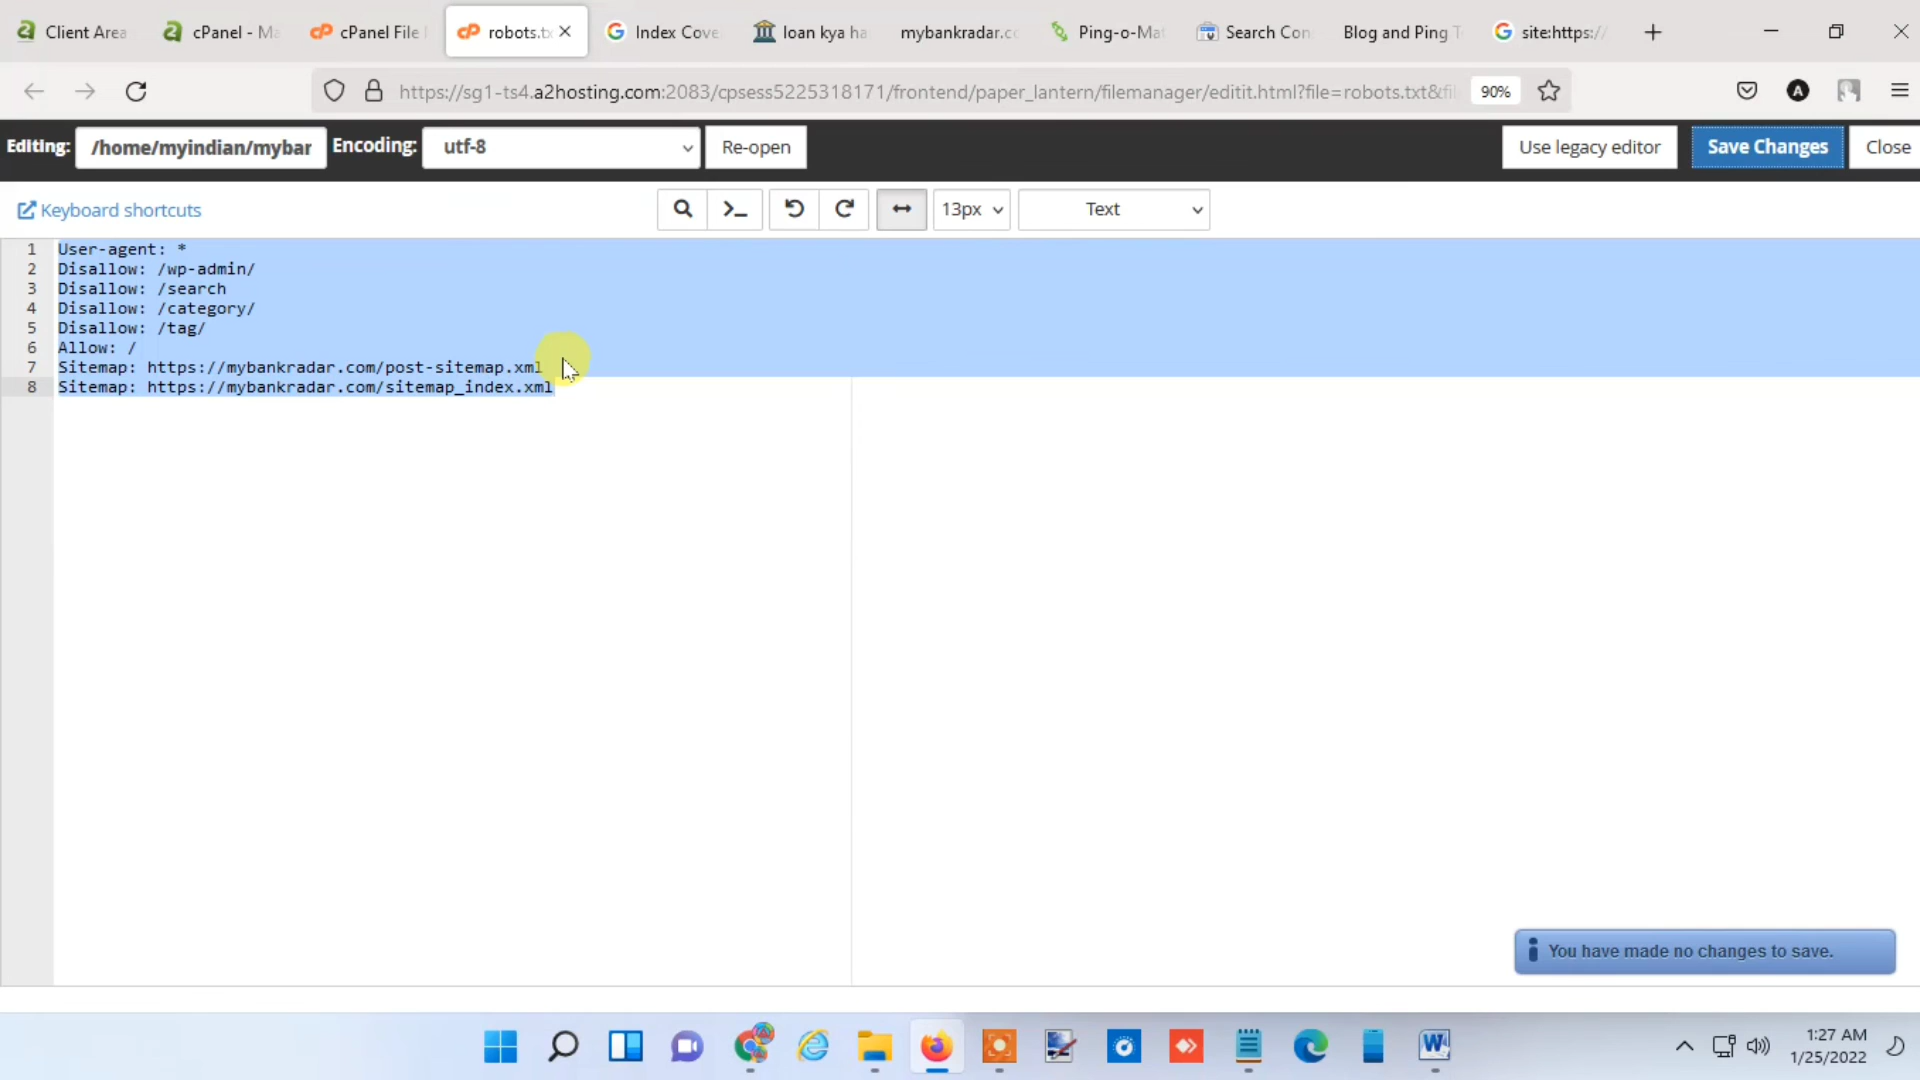 Client Area
cPanel - Ma
cPanel File
robots.tx
Index Cove
loan kya ha
mybankradar.co
Ping-o-Mat
Search Con
Blog and Ping T
site:https://
https://sg1-ts4.a2hosting.com:2083/cpsess5225318171/frontend/paper_lantern/filemanager/editit.html?file=robots.txt&fil
90%
Editing: /home/myindian/mybar Encoding: utf-8 Re-open Use legacy editor Save Changes Close
Keyboard shortcuts 13px Text
1 User-agent: *
2 Disallow: /wp-admin/
3 Disallow: /search
4 Disallow: /category/
5 Disallow: /tag/
6 Allow: /
7 Sitemap: https://mybankradar.com/post-sitemap.xml
8 Sitemap: https://mybankradar.com/sitemap_index.xml
You have made no changes to save.
1:27 AM
1/25/2022